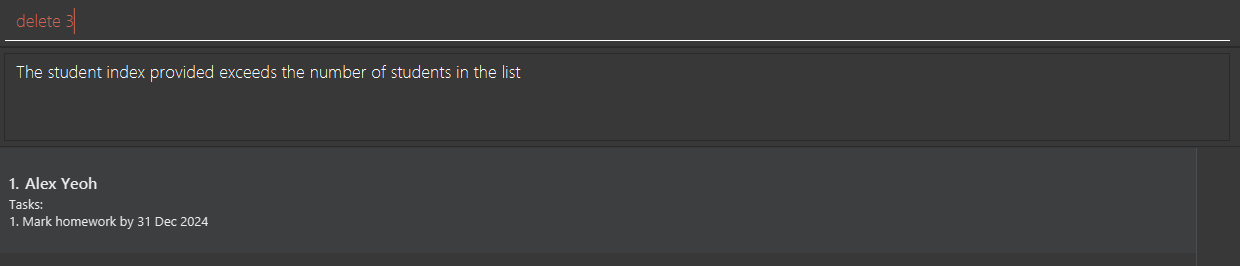 delete 3
The student index provided exceeds the number of students in the list
1. Alex Yeoh
Tasks:
1. Mark homework by 31 Dec 2024